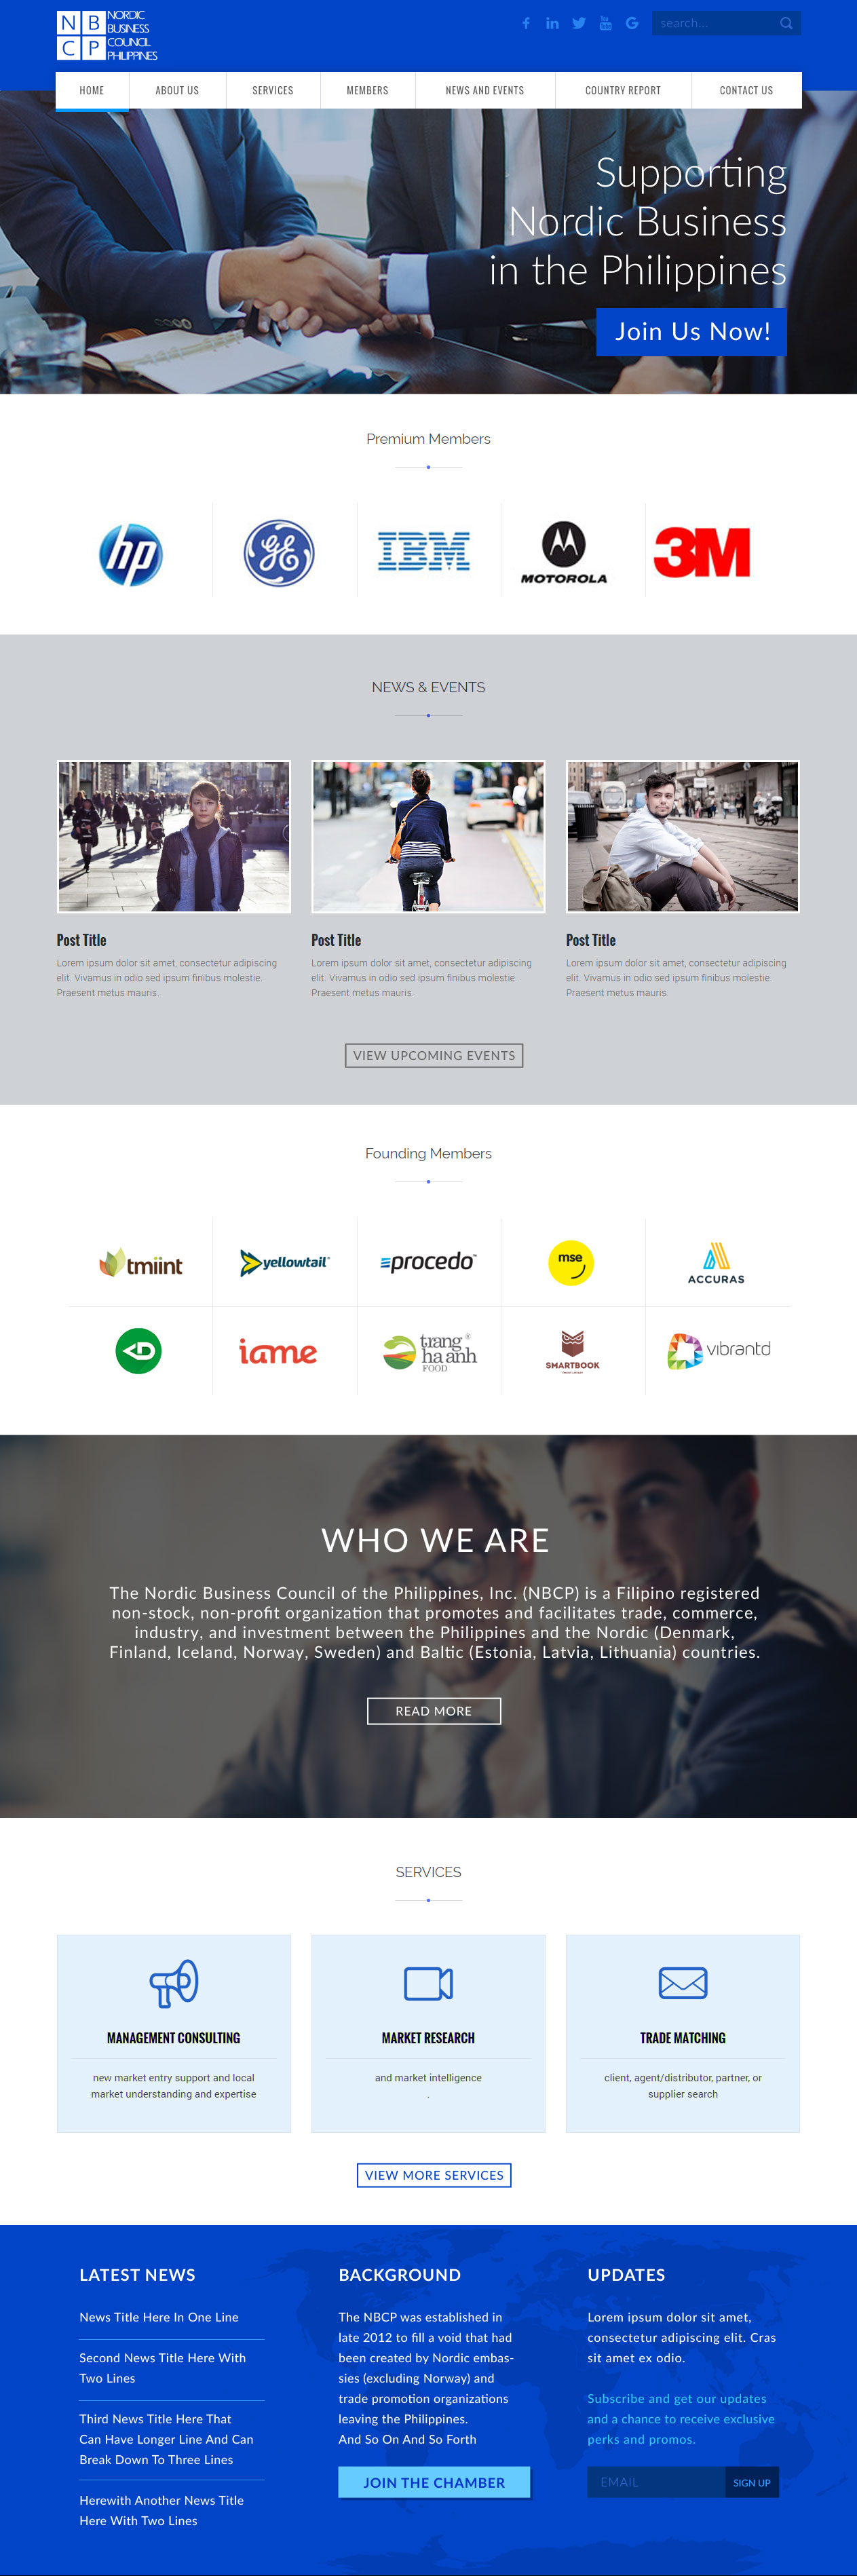 N B
C P
NORDIC
BUSINESS
COUNCIL
PHILIPPINES
search...
HOME
ABOUT US
SERVICES
MEMBERS
NEWS AND EVENTS
COUNTRY REPORT
CONTACT US
Supporting
Nordic Business
in the Philippines
Join Us Now!
Premium Members
hp
GE
IBM
MOTOROLA
3M
NEWS & EVENTS
Post Title
Lorem ipsum dolor sit amet, consectetur adipiscing
elit. Vivamus in odio sed ipsum finibus molestie.
Praesent metus mauris.
Post Title
Lorem ipsum dolor sit amet, consectetur adipiscing
elit. Vivamus in odio sed ipsum finibus molestie.
Praesent metus mauris.
Post Title
Lorem ipsum dolor sit amet, consectetur adipiscing
elit. Vivamus in odio sed ipsum finibus molestie.
Praesent metus mauris.
VIEW UPCOMING EVENTS
Founding Members
tmiint
yellowtail
procedo
mse
ACCURAS
iame
trang
ha anh
FOOD
SMARTBOOK
vibrantd
WHO WE ARE
The Nordic Business Council of the Philippines, Inc. (NBCP) is a Filipino registered
non-stock, non-profit organization that promotes and facilitates trade, commerce,
industry, and investment between the Philippines and the Nordic (Denmark,
Finland, Iceland, Norway, Sweden) and Baltic (Estonia, Latvia, Lithuania) countries.
READ MORE
SERVICES
MANAGEMENT CONSULTING
new market entry support and local
market understanding and expertise
MARKET RESEARCH
and market intelligence
.
TRADE MATCHING
client, agent/distributor, partner, or
supplier search
VIEW MORE SERVICES
LATEST NEWS
News Title Here In One Line
Second News Title Here With
Two Lines
Third News Title Here That
Can Have Longer Line And Can
Break Down To Three Lines
Herewith Another News Title
Here With Two Lines
BACKGROUND
The NBCP was established in
late 2012 to fill a void that had
been created by Nordic embas-
sies (excluding Norway) and
trade promotion organizations
leaving the Philippines.
And So On And So Forth
JOIN THE CHAMBER
UPDATES
Lorem ipsum dolor sit amet,
consectetur adipiscing elit. Cras
sit amet ex odio.
Subscribe and get our updates
and a chance to receive exclusive
perks and promos.
EMAIL
SIGN UP